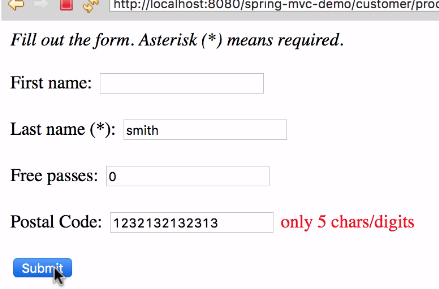 http://localhost:8080/spring-mvc-demo/customer/proc
Fill out the form. Asterisk (*) means required.
First name:
Last name (*): smith
Free passes: 0
Postal Code: 1232132132313 only 5 chars/digits
Submit